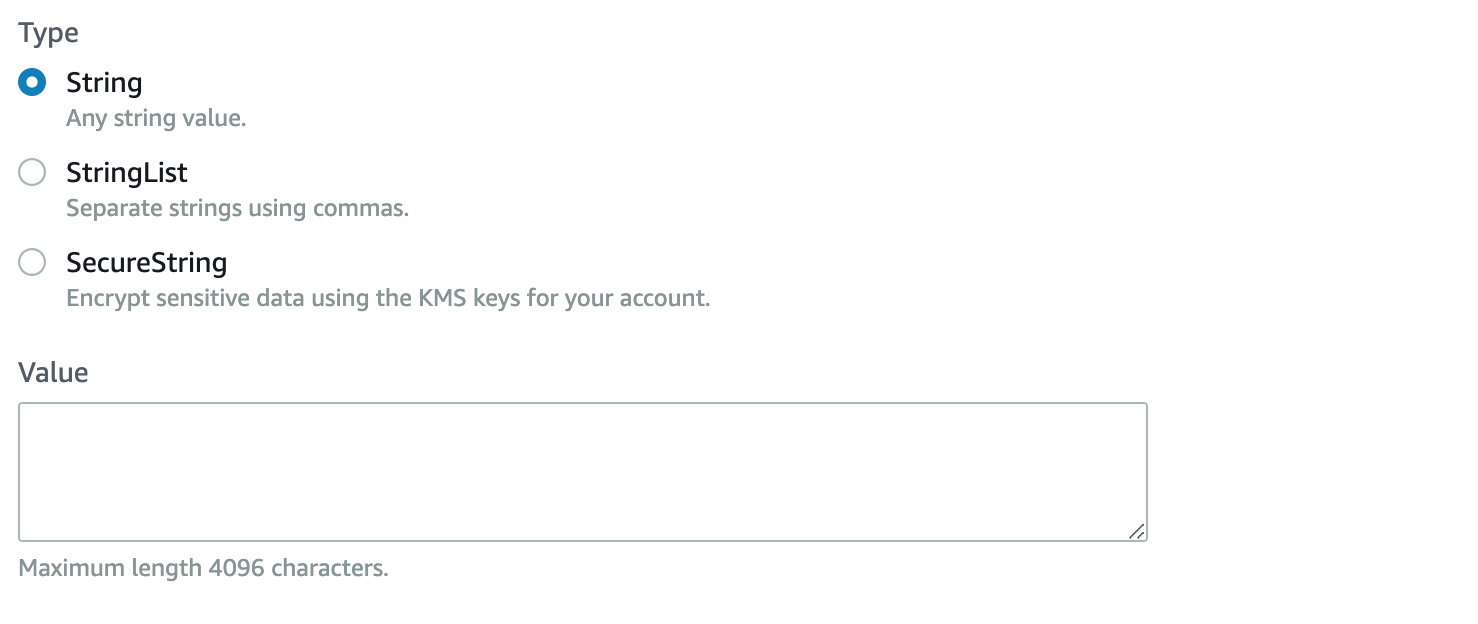 Type
String
Any string value.
StringList
Separate strings using commas.
SecureString
Encrypt sensitive data using the KMS keys for your account.
Value
Maximum length 4096 characters.